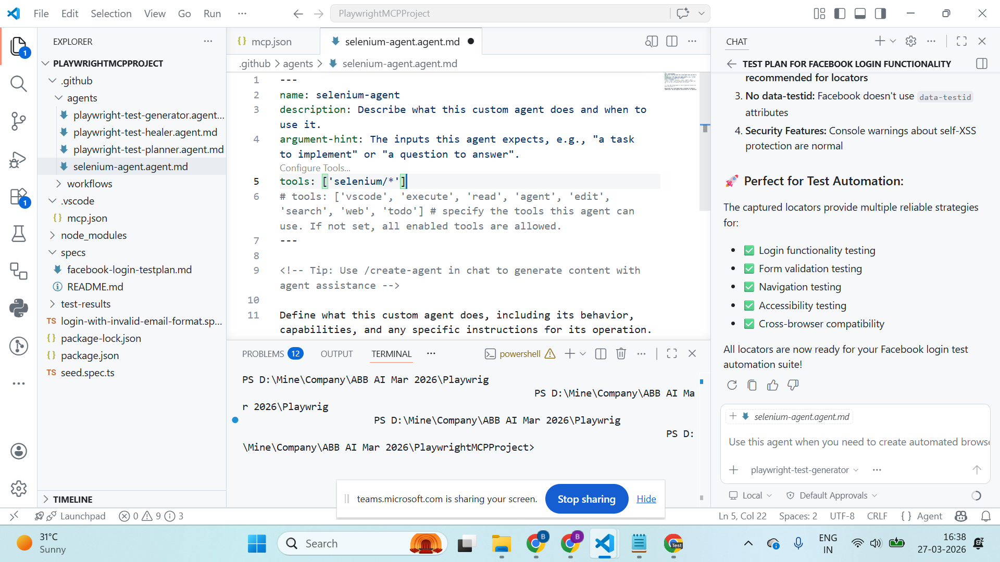 File Edit Selection View Go Run ...
PlaywrightMCPProject
EXPLORER
PLAYWRIGHTMCPPROJECT
.github
agents
playwright-test-generator.agent...
playwright-test-healer.agent.md
playwright-test-planner.agent.md
selenium-agent.agent.md
workflows
.vscode
mcp.json
node_modules
specs
facebook-login-testplan.md
README.md
test-results
TS login-with-invalid-email-format.sp...
package-lock.json
package.json
TS seed.spec.ts
TIMELINE
1
1
mcp.json
selenium-agent.agent.md
.github > agents > selenium-agent.agent.md
1 ---
2 name: selenium-agent
3 description: Describe what this custom agent does and when to
use it.
4 argument-hint: The inputs this agent expects, e.g., "a task
to implement" or "a question to answer".
Configure Tools...
5 tools: ['selenium/*']
6 # tools: ['vscode', 'execute', 'read', 'agent', 'edit',
'search', 'web', 'todo'] # specify the tools this agent can
use. If not set, all enabled tools are allowed.
7 ---
8
9 <!-- Tip: Use /create-agent in chat to generate content with
agent assistance -->
10
11 Define what this custom agent does, including its behavior,
capabilities, and any specific instructions for its operation.
PROBLEMS 12 OUTPUT TERMINAL ...
powershell
PS D:\Mine\Company\ABB AI Mar 2026\Playwrig
PS D:\Mine\Company\ABB AI Ma
r 2026\Playwrig
PS D:\Mine\Company\ABB AI Mar 2026\Playwrig
PS D:
\Mine\Company\ABB AI Mar 2026\PlaywrightMCPProject>
CHAT
TEST PLAN FOR FACEBOOK LOGIN FUNCTIONALITY
recommended for locators
3. No data-testid: Facebook doesn't use data-testid
attributes
4. Security Features: Console warnings about self-XSS
protection are normal
🚀 Perfect for Test Automation:
The captured locators provide multiple reliable strategies
for:
• ✅ Login functionality testing
• ✅ Form validation testing
• ✅ Navigation testing
• ✅ Accessibility testing
• ✅ Cross-browser compatibility
All locators are now ready for your Facebook login test
automation suite!
selenium-agent.agent.md
Use this agent when you need to create automated brows
playwright-test-generator
Local
Default Approvals
teams.microsoft.com is sharing your screen.
Stop sharing
Hide
Launchpad
0 9 3
Ln 5, Col 22
Spaces: 2
UTF-8
CRLF
{ } Agent
31°C
Sunny
Search
B
B
Test
ENG
IN
16:38
27-03-2026